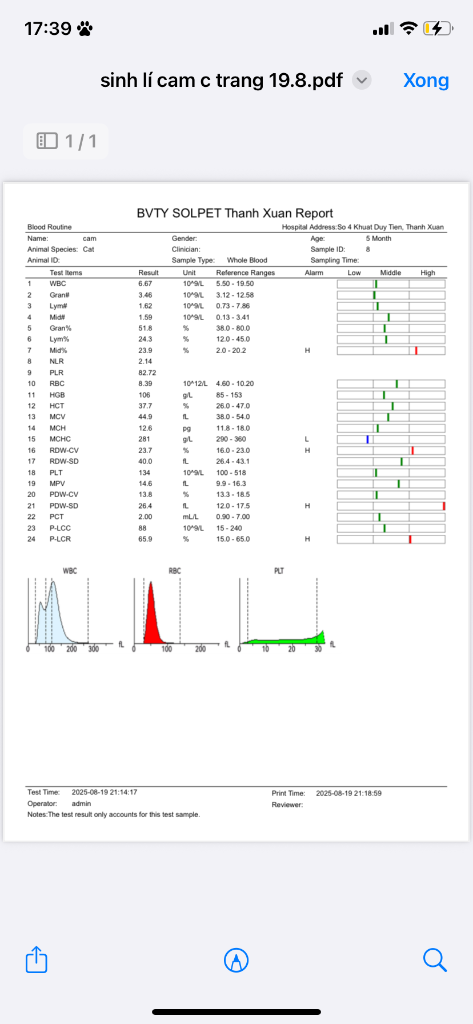 17:39
sinh lí cam c trang 19.8.pdf
Xong
1/1
BVTY SOLPET Thanh Xuan Report
Blood Routine Hospital Address:So 4 Khuat Duy Tien, Thanh Xuan
Name: cam Gender: Age: 5 Month
Animal Species: Cat Clinician: Sample ID: 8
Animal ID: Sample Type: Whole Blood Sampling Time:
Test Items Result Unit Reference Ranges Alarm Low Middle High
1 WBC 6.67 10^9/L 5.50 - 19.50
2 Gran# 3.46 10^9/L 3.12 - 12.58
3 Lym# 1.62 10^9/L 0.73 - 7.86
4 Mid# 1.59 10^9/L 0.13 - 3.41
5 Gran% 51.8 % 38.0 - 80.0
6 Lym% 24.3 % 12.0 - 45.0
7 Mid% 23.9 % 2.0 - 20.2 H
8 NLR 2.14
9 PLR 82.72
10 RBC 8.39 10^12/L 4.60 - 10.20
11 HGB 106 g/L 85 - 153
12 HCT 37.7 % 26.0 - 47.0
13 MCV 44.9 fL 38.0 - 54.0
14 MCH 12.6 pg 11.8 - 18.0
15 MCHC 281 g/L 290 - 360 L
16 RDW-CV 23.7 % 16.0 - 23.0 H
17 RDW-SD 40.0 fL 26.4 - 43.1
18 PLT 134 10^9/L 100 - 518
19 MPV 14.6 fL 9.9 - 16.3
20 PDW-CV 13.8 % 13.3 - 18.5
21 PDW-SD 26.4 fL 12.0 - 17.5 H
22 PCT 2.00 mL/L 0.90 - 7.00
23 P-LCC 88 10^9/L 15 - 240
24 P-LCR 65.9 % 15.0 - 65.0 H
WBC RBC PLT
0 100 200 300 fL 0 100 200 fL 0 10 20 30 fL
Test Time: 2025-08-19 21:14:17 Print Time: 2025-08-19 21:18:59
Operator: admin Reviewer:
Notes:The test result only accounts for this test sample.